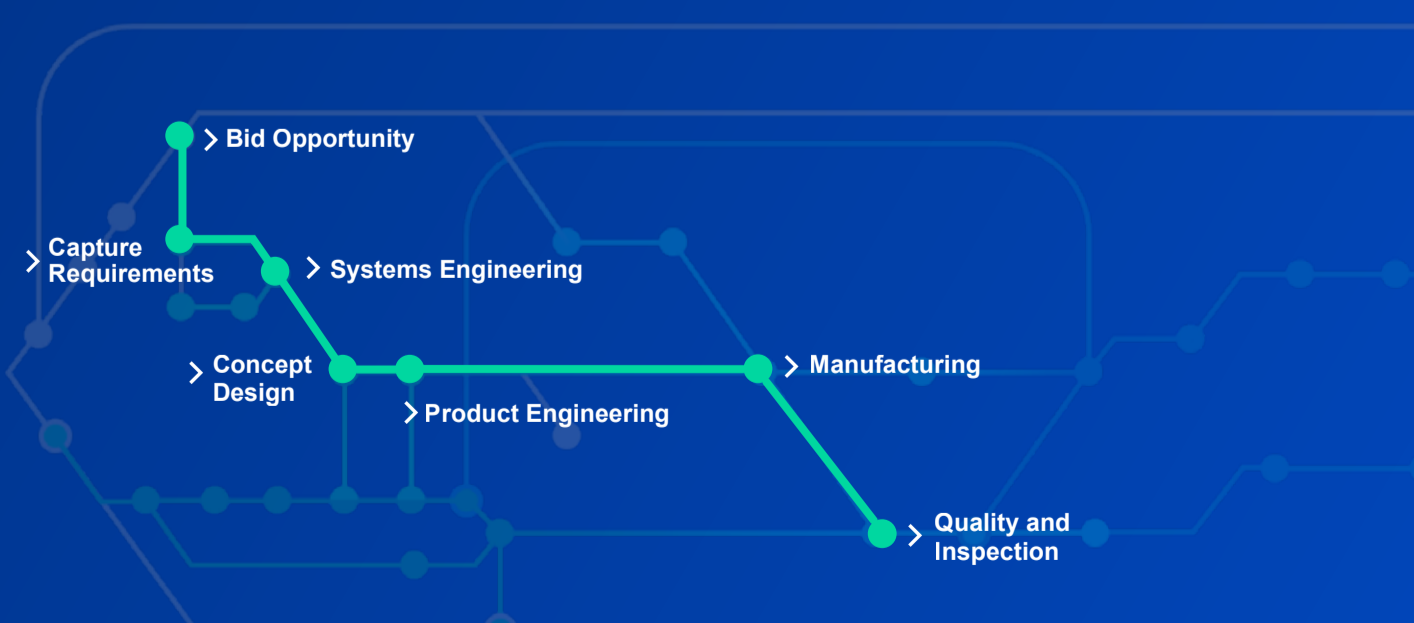 Bid Opportunity
Capture
Requirements
Systems Engineering
Concept
Design
Manufacturing
Product Engineering
Quality and
Inspection